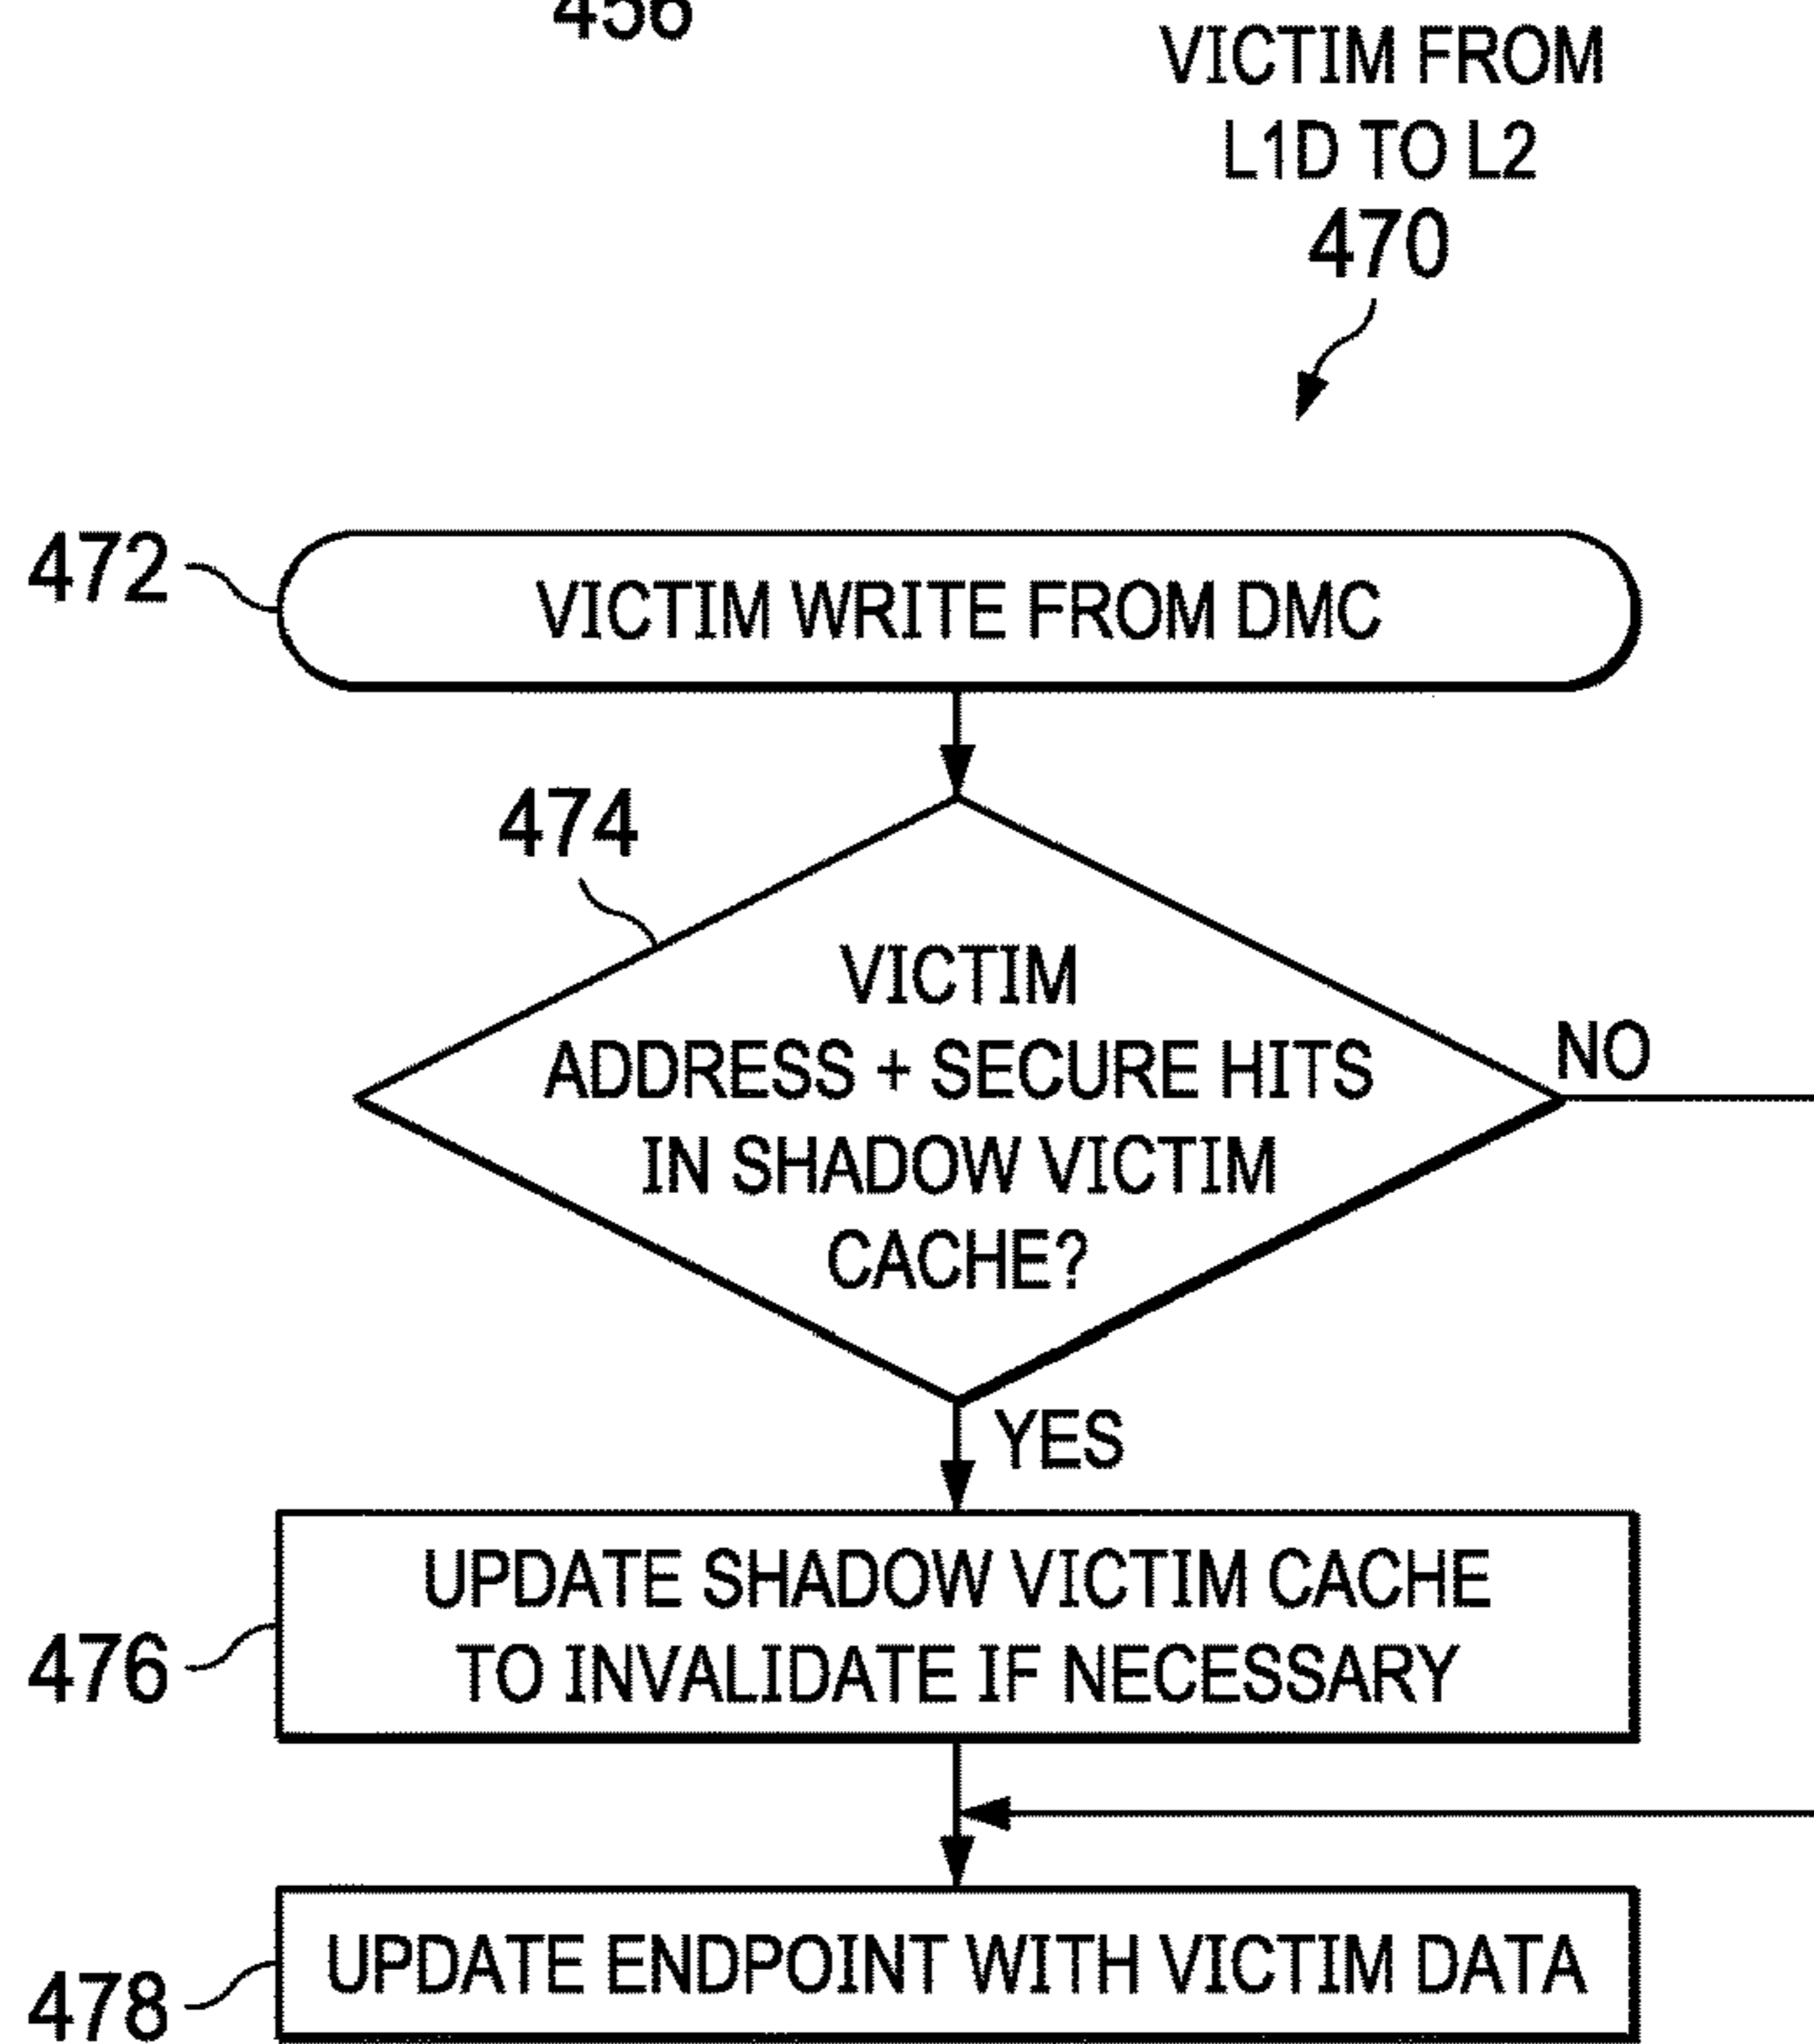 456
VICTIM FROM
L1D TO L2
470
472
VICTIM WRITE FROM DMC
474
VICTIM
ADDRESS + SECURE HITS
IN SHADOW VICTIM
CACHE?
NO
YES
UPDATE SHADOW VICTIM CACHE
TO INVALIDATE IF NECESSARY
476
UPDATE ENDPOINT WITH VICTIM DATA
478